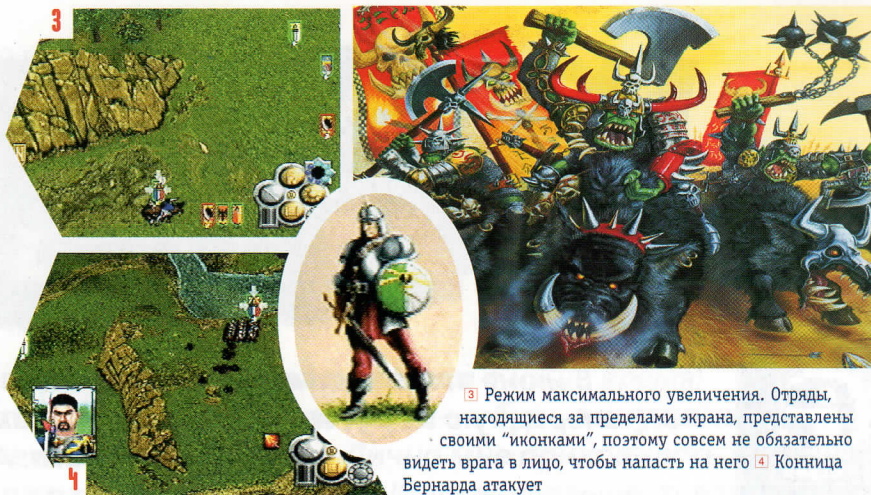 3
4
3 Режим максимального увеличения. Отряды,
находящиеся за пределами экрана, представлены
своими “иконками”, поэтому совсем не обязательно
видеть врага в лицо, чтобы напасть на него 4 Конница
Бернарда атакует